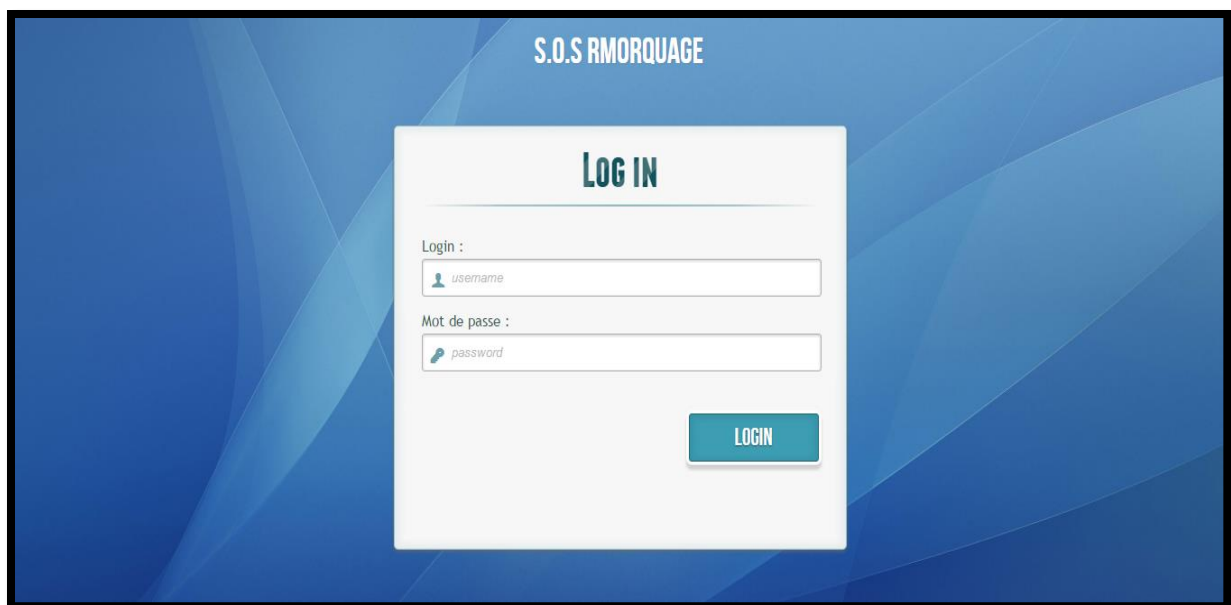 S.O.S RMORQUAGE
LOG IN
Login :
username
Mot de passe :
password
LOGIN